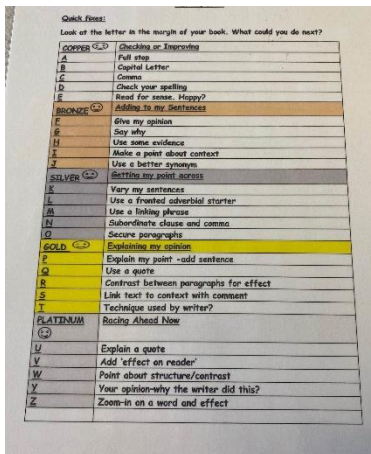 Quick fixes:
Look at the letter in the margin of your book. What could you do next?
COPPER Checking or Improving
A Full stop
B Capital Letter
C Comma
D Check your spelling
E Read for sense. Happy?
BRONZE Adding to my Sentences
F Give my opinion
G Say why
H Use some evidence
I Make a point about context
J Use a better synonym
SILVER Getting my point across
K Vary my sentences
L Use a fronted adverbial starter
M Use a linking phrase
N Subordinate clause and comma
O Secure paragraphs
GOLD Explaining my opinion
P Explain my point -add sentence
Q Use a quote
R Contrast between paragraphs for effect
S Link text to context with comment
T Technique used by writer?
PLATINUM Racing Ahead Now
U Explain a quote
V Add 'effect on reader'
W Point about structure/contrast
Y Your opinion-why the writer did this?
Z Zoom-in on a word and effect